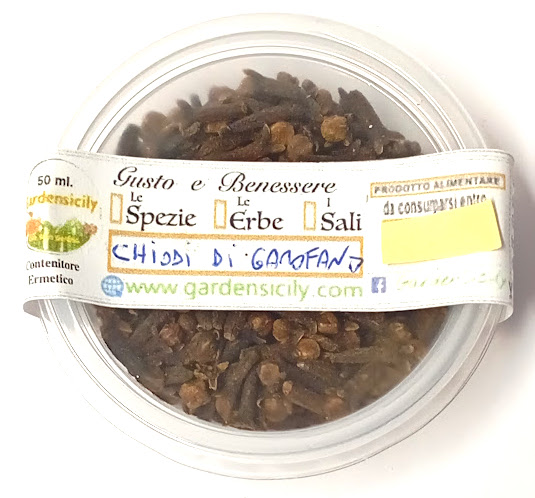 50 ml.
gardensicily
Contenitore
Ermetico
Gusto e Benessere
Le Spezie
Le Erbe
I Sali
CHIODI DI GAROFANO
www.gardensicily.com
PRODOTTO ALIMENTARE
da consumarsi entro